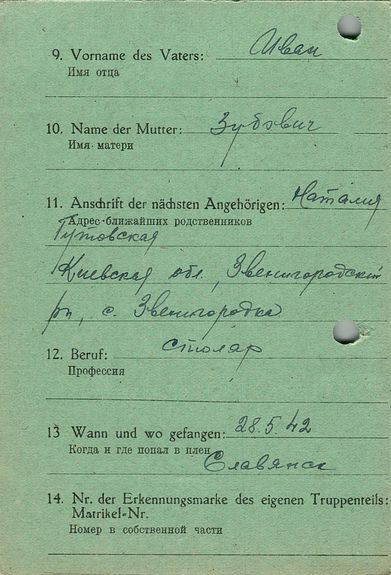 9. Vorname des Vaters: Иван
Имя отца
10. Name der Mutter: Зубович
Имя матери
11. Anschrift der nächsten Angehörigen: Наталия
Адрес ближайших родственников
Гутовская
Киевская обл, Звенигородский
рн, с. Звенигородка
12. Beruf: столяр
Профессия
13 Wann und wo gefangen: 28.5.42
Когда и где попал в плен
Славянск
14. Nr. der Erkennungsmarke des eigenen Truppenteils:
Matrikel-Nr.
Номер в собственной части